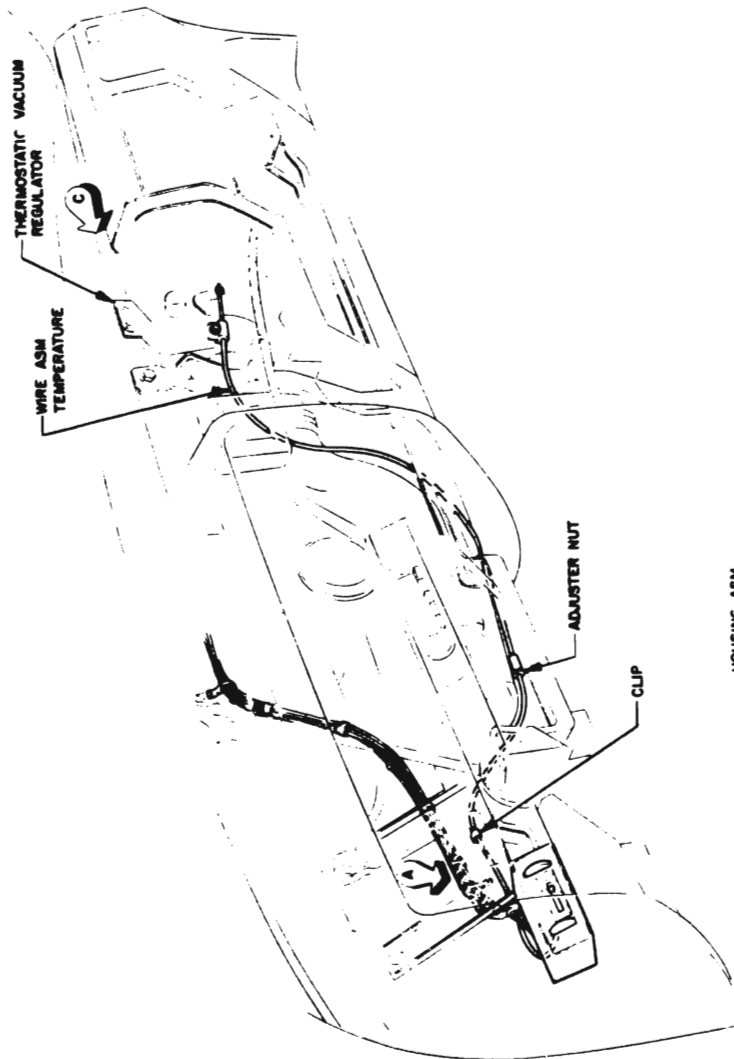 THERMOSTATIC VACUUM
REGULATOR
C
WIRE ASM
TEMPERATURE
ADJUSTER NUT
CLIP
A